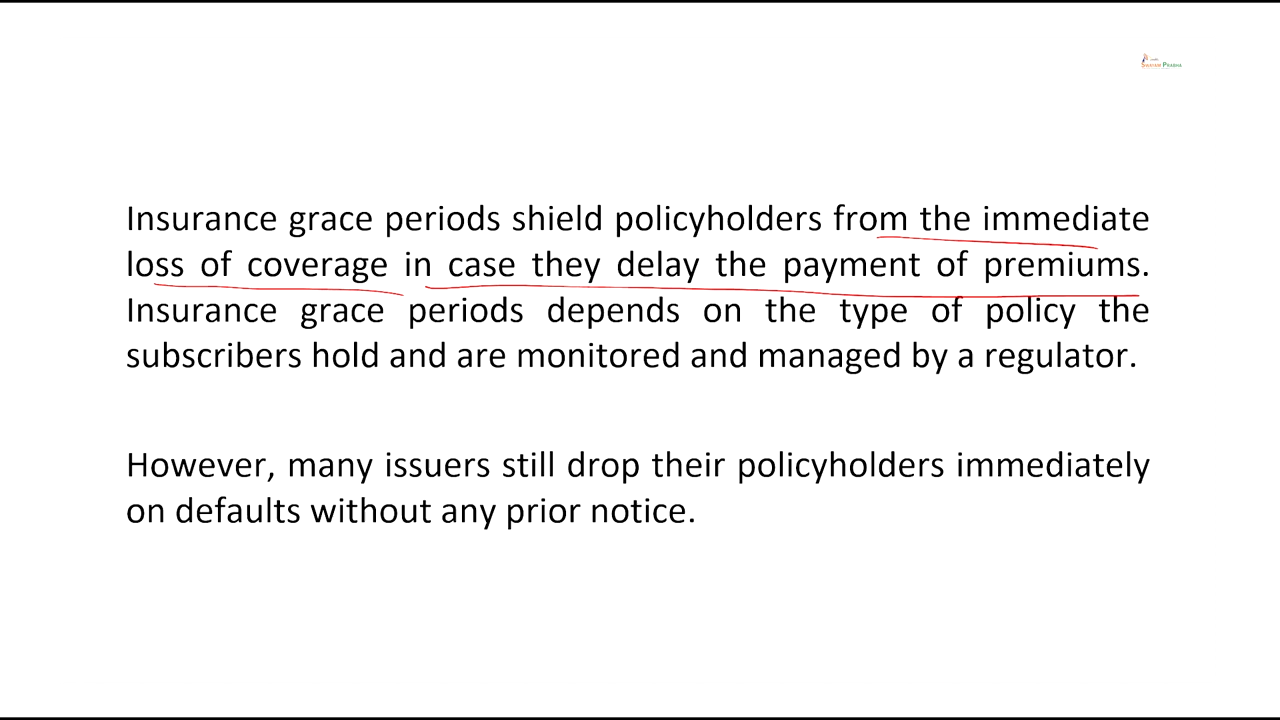 SWAYAM PRABHA
Insurance grace periods shield policyholders from the immediate
loss of coverage in case they delay the payment of premiums.
Insurance grace periods depends on the type of policy the
subscribers hold and are monitored and managed by a regulator.
However, many issuers still drop their policyholders immediately
on defaults without any prior notice.